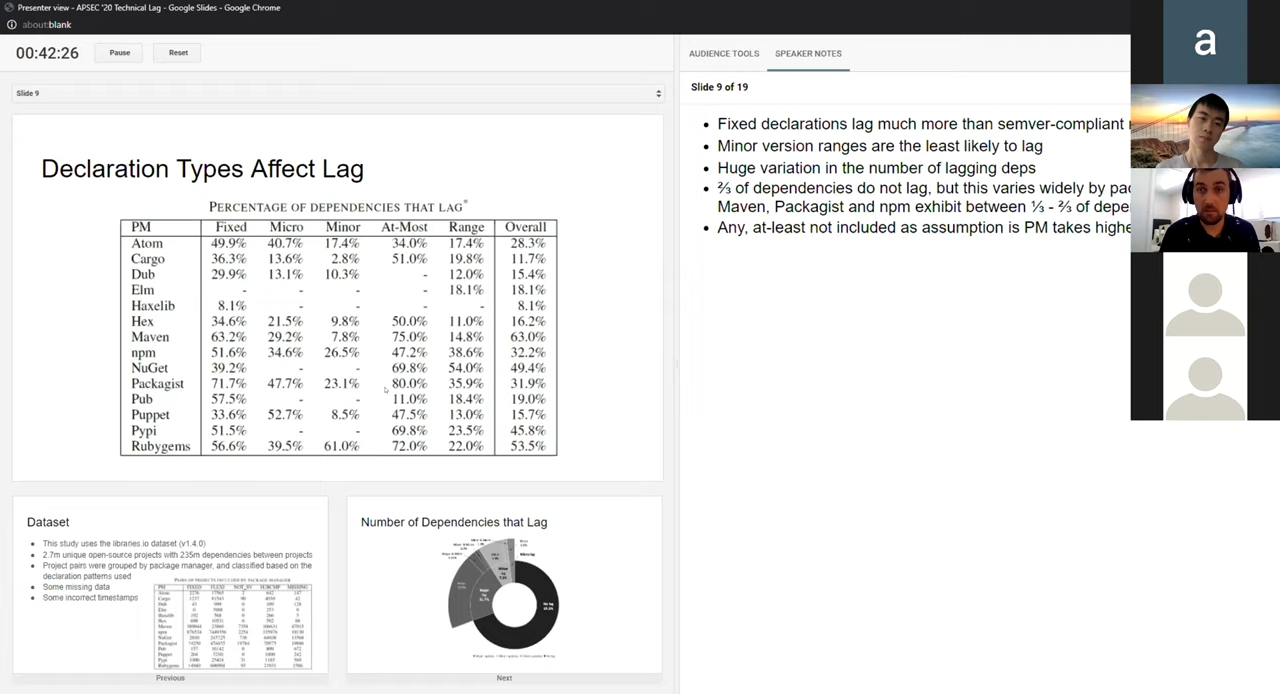 Presenter view - APSEC '20 Technical Lag - Google Slides - Google Chrome
about:blank
00:42:26 Pause Reset
Slide 9
Declaration Types Affect Lag
PERCENTAGE OF DEPENDENCIES THAT LAG*
PM Fixed Micro Minor At-Most Range Overall
Atom 49.9% 40.7% 17.4% 34.0% 17.4% 28.3%
Cargo 36.3% 13.6% 2.8% 51.0% 19.8% 11.7%
Dub 29.9% 13.1% 10.3% - 12.0% 15.4%
Elm - - - - 18.1% 18.1%
Haxelib 8.1% - - - - 8.1%
Hex 34.6% 21.5% 9.8% 50.0% 11.0% 16.2%
Maven 63.2% 29.2% 7.8% 75.0% 14.8% 63.0%
npm 51.6% 34.6% 26.5% 47.2% 38.6% 32.2%
NuGet 39.2% - - 69.8% 54.0% 49.4%
Packagist 71.7% 47.7% 23.1% 80.0% 35.9% 31.9%
Pub 57.5% - - 11.0% 18.4% 19.0%
Puppet 33.6% 52.7% 8.5% 47.5% 13.0% 15.7%
Pypi 51.5% - - 69.8% 23.5% 45.8%
Rubygems 56.6% 39.5% 61.0% 72.0% 22.0% 53.5%
Dataset
This study uses the libraries.io dataset (v1.4.0)
2.7m unique open-source projects with 235m dependencies between projects
Project pairs were grouped by package manager, and classified based on the
declaration patterns used
Some missing data
Some incorrect timestamps
PAIRS OF PROJECTS INCLUDED BY PACKAGE MANAGER
Previous
Number of Dependencies that Lag
Next
AUDIENCE TOOLS SPEAKER NOTES
Slide 9 of 19
Fixed declarations lag much more than semver-compliant
Minor version ranges are the least likely to lag
Huge variation in the number of lagging deps
⅔ of dependencies do not lag, but this varies widely by pac
Maven, Packagist and npm exhibit between ⅓ - ⅔ of depe
Any, at-least not included as assumption is PM takes highe
a